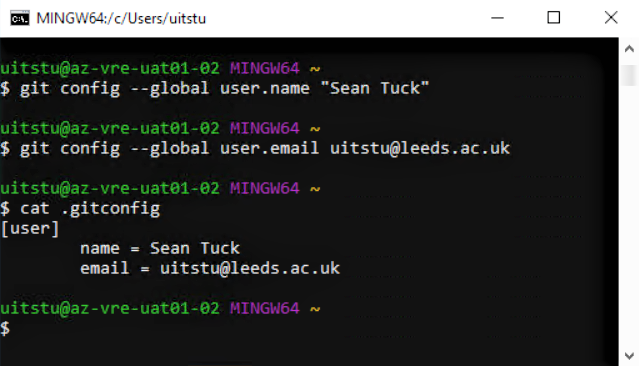 MINGW64:/c/Users/uitstu
uitstu@az-vre-uat01-02 MINGW64 ~
$ git config --global user.name "Sean Tuck"
uitstu@az-vre-uat01-02 MINGW64 ~
$ git config --global user.email uitstu@leeds.ac.uk
uitstu@az-vre-uat01-02 MINGW64 ~
$ cat .gitconfig
[user]
        name = Sean Tuck
        email = uitstu@leeds.ac.uk
uitstu@az-vre-uat01-02 MINGW64 ~
$